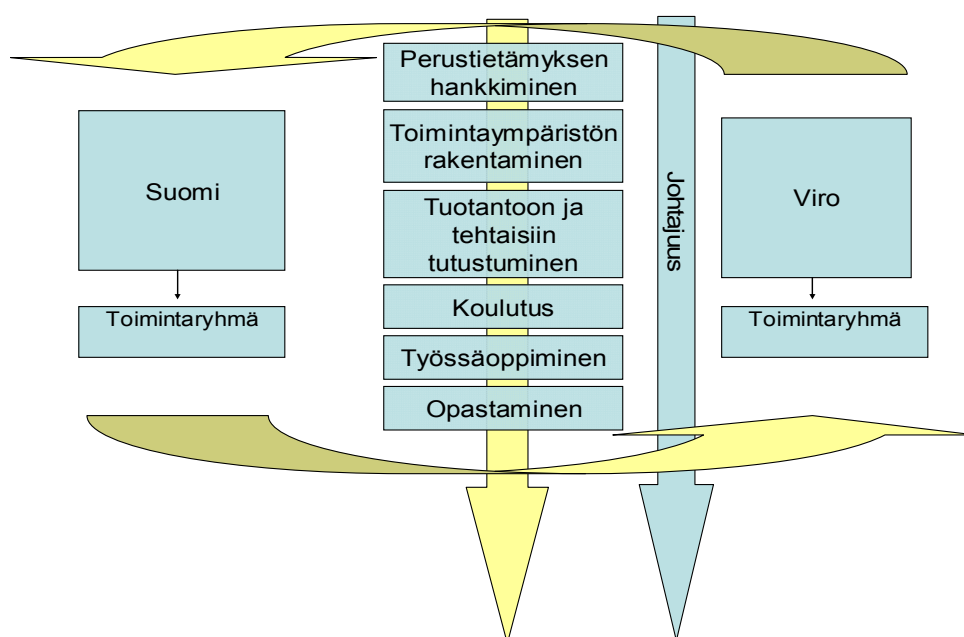 Perustietämyksen
hankkiminen
Toimintaympäristön
rakentaminen
Suomi
Tuotantoon ja
tehtaisiin
tutustuminen
Johtajuus
Viro
Toimintaryhmä
Koulutus
Toimintaryhmä
Työssäoppiminen
Opastaminen